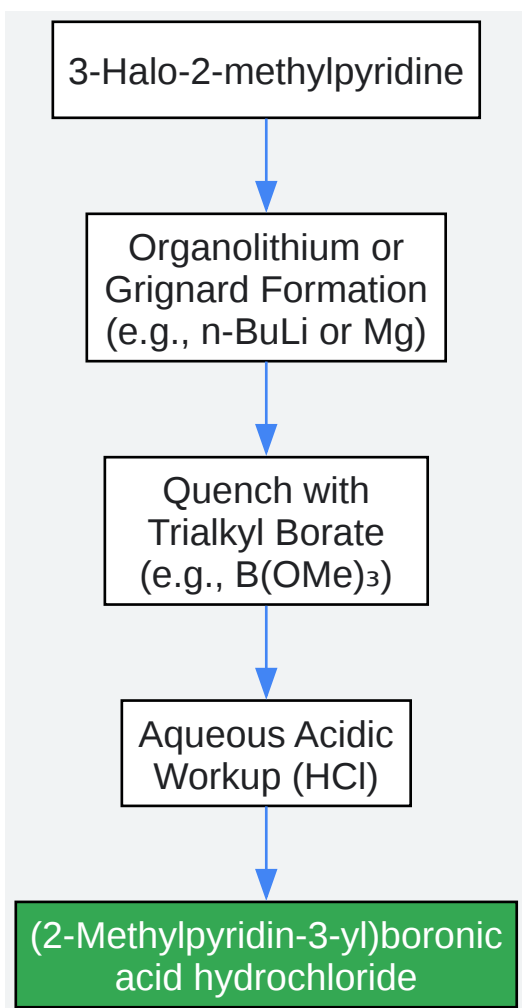 3-Halo-2-methylpyridine
Organolithium or
Grignard Formation
(e.g., n-BuLi or Mg)
Quench with
Trialkyl Borate
(e.g., B(OMe)₃)
Aqueous Acidic
Workup (HCl)
(2-Methylpyridin-3-yl)boronic
acid hydrochloride